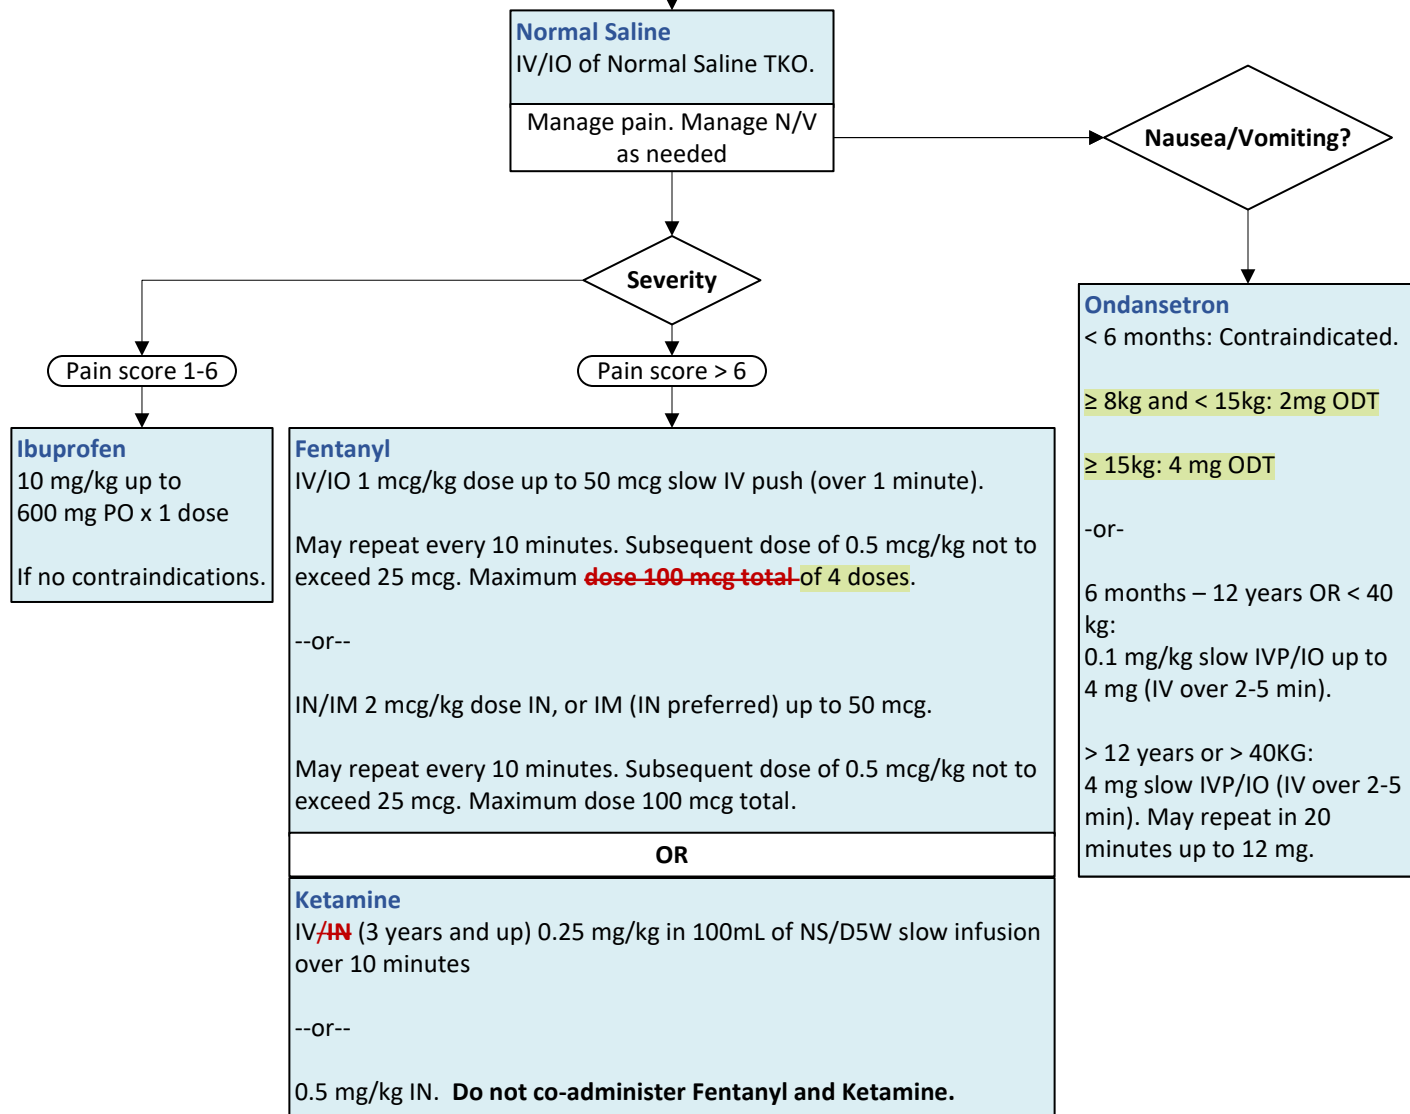 Normal Saline
IV/IO of Normal Saline TKO.
Manage pain. Manage N/V
as needed
Nausea/Vomiting?
Severity
Pain score 1-6
Pain score > 6
Ibuprofen
10 mg/kg up to
600 mg PO x 1 dose
If no contraindications.
Fentanyl
IV/IO 1 mcg/kg dose up to 50 mcg slow IV push (over 1 minute).
May repeat every 10 minutes. Subsequent dose of 0.5 mcg/kg not to
exceed 25 mcg. Maximum dose 100 mcg total of 4 doses.
--or--
IN/IM 2 mcg/kg dose IN, or IM (IN preferred) up to 50 mcg.
May repeat every 10 minutes. Subsequent dose of 0.5 mcg/kg not to
exceed 25 mcg. Maximum dose 100 mcg total.
OR
Ketamine
IV/IN (3 years and up) 0.25 mg/kg in 100mL of NS/D5W slow infusion
over 10 minutes
--or--
0.5 mg/kg IN. Do not co-administer Fentanyl and Ketamine.
Ondansetron
< 6 months: Contraindicated.
≥ 8kg and < 15kg: 2mg ODT
≥ 15kg: 4 mg ODT
-or-
6 months – 12 years OR < 40
kg:
0.1 mg/kg slow IVP/IO up to
4 mg (IV over 2-5 min).
> 12 years or > 40KG:
4 mg slow IVP/IO (IV over 2-5
min). May repeat in 20
minutes up to 12 mg.